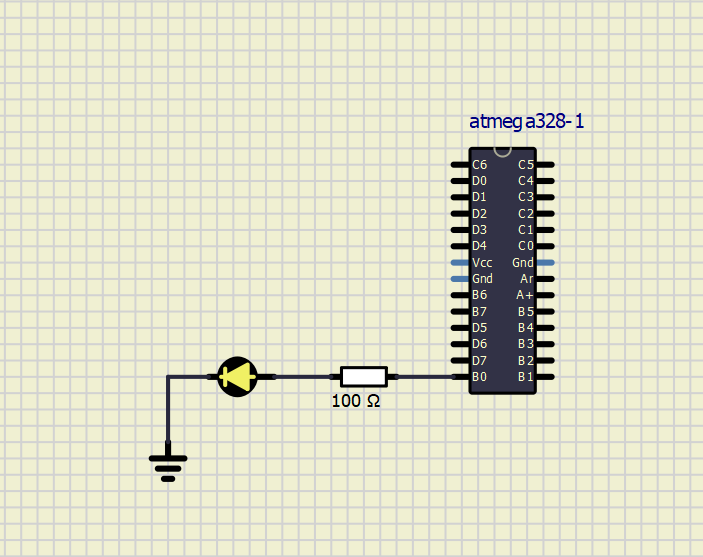 atmega328-1
C6 C5
D0 C4
D1 C3
D2 C2
D3 C1
D4 C0
Vcc Gnd
Gnd Ar
B6 A+
B7 B5
D5 B4
D6 B3
D7 B2
B0 B1
100 Ω